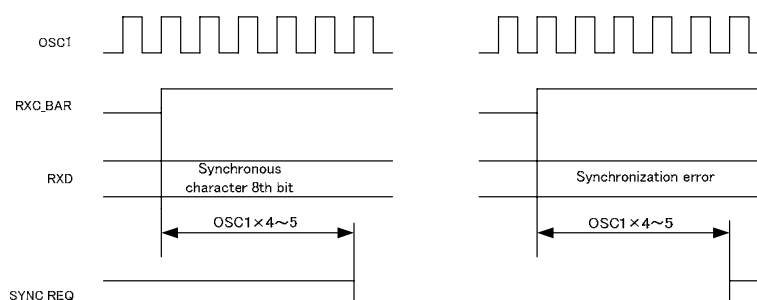 OSC1
RXC_BAR
RXD
Synchronous
character 8th bit
Synchronization error
OSC1×4～5
OSC1×4～5
SYNC REQ